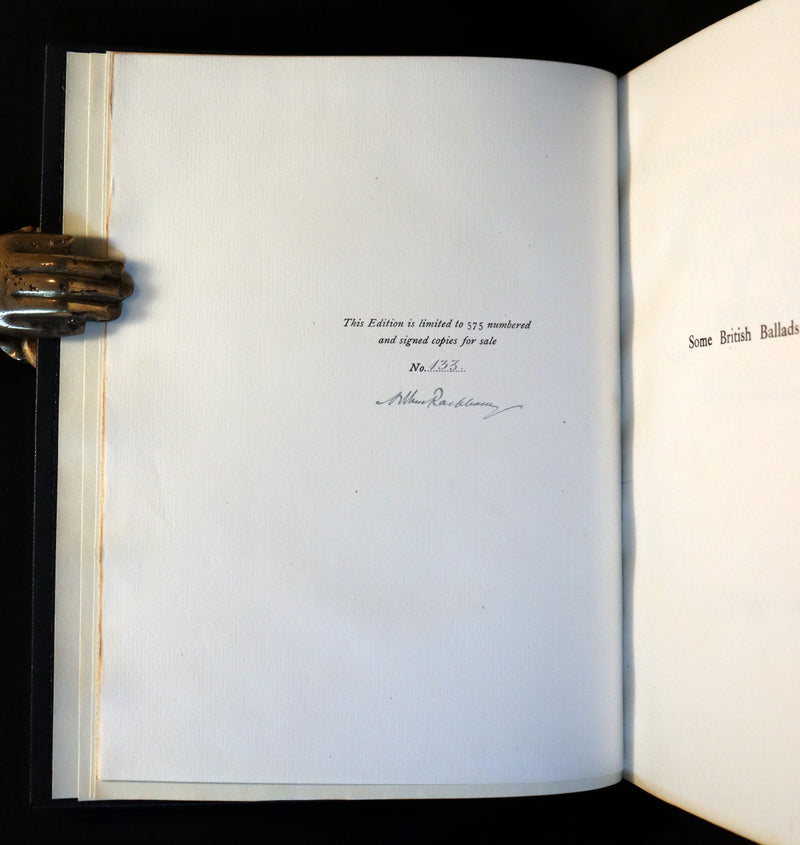 This Edition is limited to 575 numbered
and signed copies for sale
No. 133
Arthur Rackham
Some British Ballads